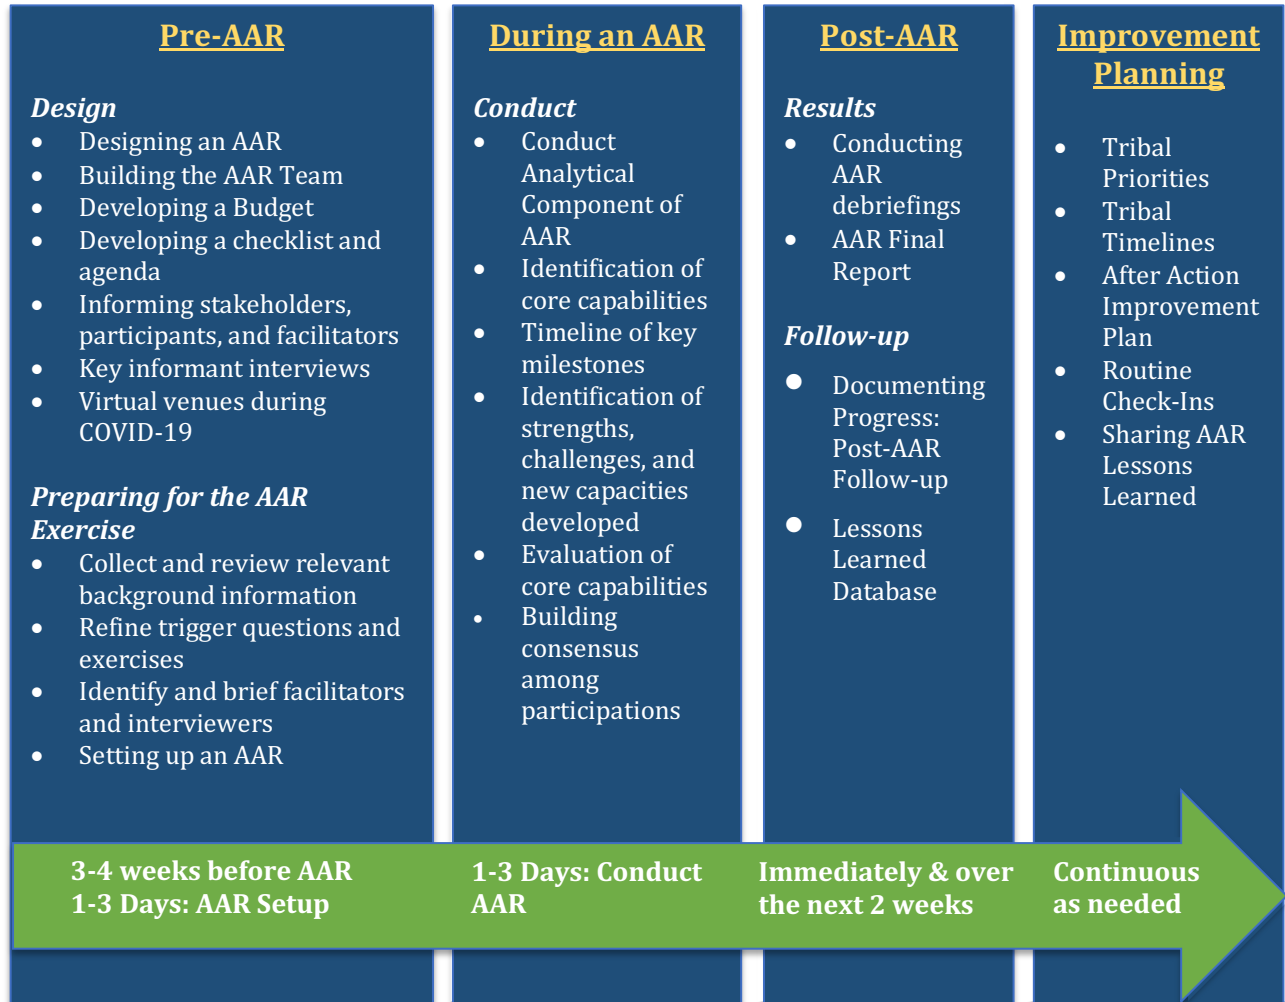 Pre-AAR
Design
• Designing an AAR
• Building the AAR Team
• Developing a Budget
• Developing a checklist and
agenda
• Informing stakeholders,
participants, and facilitators
• Key informant interviews
• Virtual venues during
COVID-19
Preparing for the AAR
Exercise
• Collect and review relevant
background information
• Refine trigger questions and
exercises
• Identify and brief facilitators
and interviewers
• Setting up an AAR
3-4 weeks before AAR
1-3 Days: AAR Setup
During an AAR
Conduct
• Conduct
Analytical
Component of
AAR
• Identification of
core capabilities
• Timeline of key
milestones
• Identification of
strengths,
challenges, and
new capacities
developed
• Evaluation of
core capabilities
• Building
consensus
among
participations
1-3 Days: Conduct
AAR
Post-AAR
Results
• Conducting
AAR
debriefings
• AAR Final
Report
Follow-up
• Documenting
Progress:
Post-AAR
Follow-up
• Lessons
Learned
Database
Immediately & over
the next 2 weeks
Improvement
Planning
• Tribal
Priorities
• Tribal
Timelines
• After Action
Improvement
Plan
• Routine
Check-Ins
• Sharing AAR
Lessons
Learned
Continuous
as needed